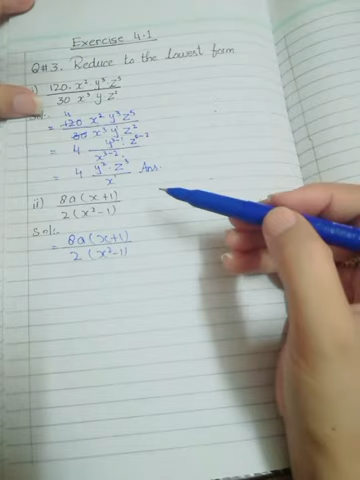 Exercise 4.1
Q#3. Reduce to the lowest form
i) 120 x² y³ z⁵ / 30 x³ y z²
Sol:.
= 120 x² y³ z⁵ / 30 x³ y z² 4
= 4 y³⁻¹ z⁵⁻² / x³⁻²
= 4 y² z³ / x¹ Ans.
ii) 8a(x+1) / 2(x²-1)
Sol:.
= 8a(x+1) / 2(x²-1)